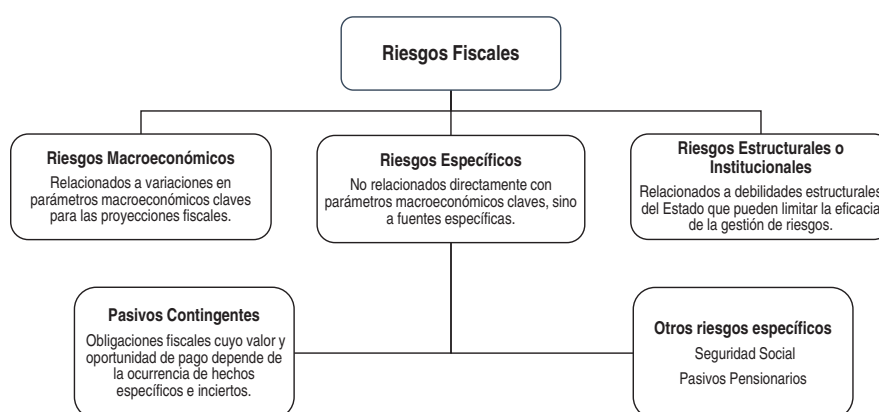 Riesgos Fiscales
Riesgos Macroeconómicos
Relacionados a variaciones en
parámetros macroeconómicos claves
para las proyecciones fiscales.
Riesgos Específicos
No relacionados directamente con
parámetros macroeconómicos claves, sino
a fuentes específicas.
Riesgos Estructurales o
Institucionales
Relacionados a debilidades estructurales
del Estado que pueden limitar la eficacia
de la gestión de riesgos.
Pasivos Contingentes
Obligaciones fiscales cuyo valor y
oportunidad de pago depende de
la ocurrencia de hechos
específicos e inciertos.
Otros riesgos específicos
Seguridad Social
Pasivos Pensionarios